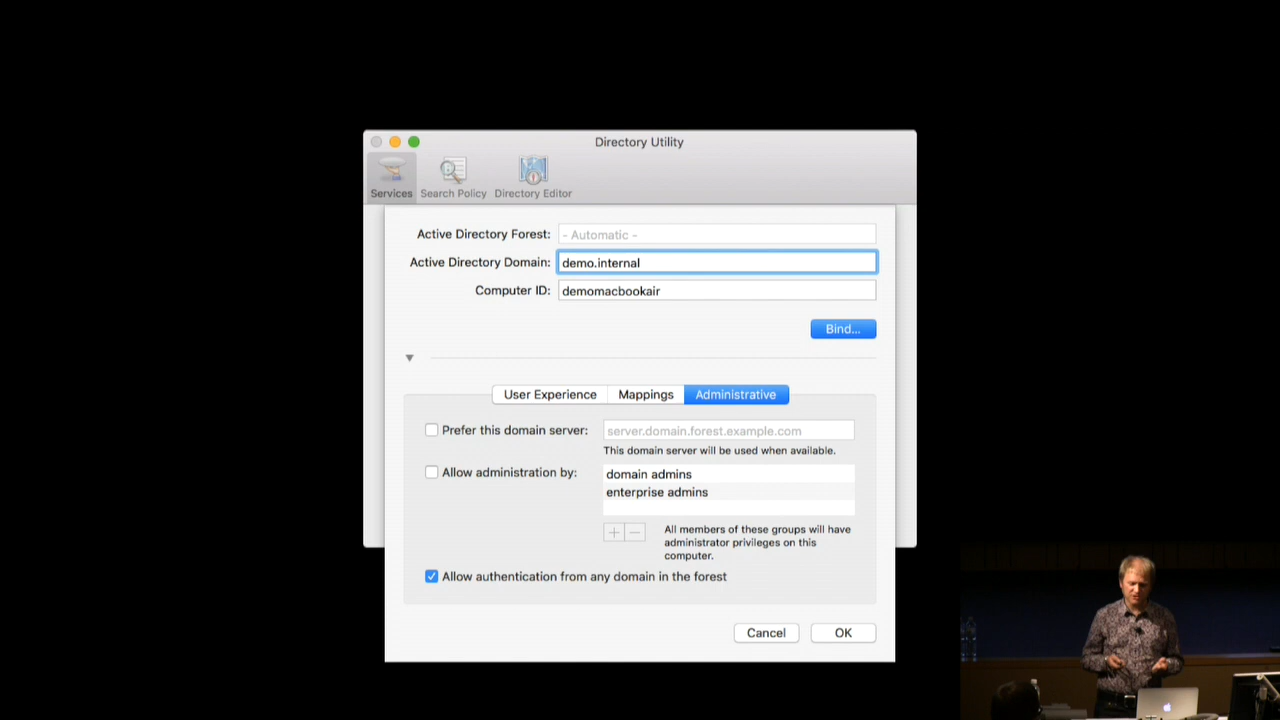 Directory Utility
Services Search Policy Directory Editor
Active Directory Forest: - Automatic -
Active Directory Domain: demo.internal
Computer ID: demomacbookair
Bind...
User Experience Mappings Administrative
Prefer this domain server: server.domain.forest.example.com
This domain server will be used when available.
Allow administration by: domain admins
enterprise admins
+ − All members of these groups will have
administrator privileges on this
computer.
Allow authentication from any domain in the forest
Cancel OK